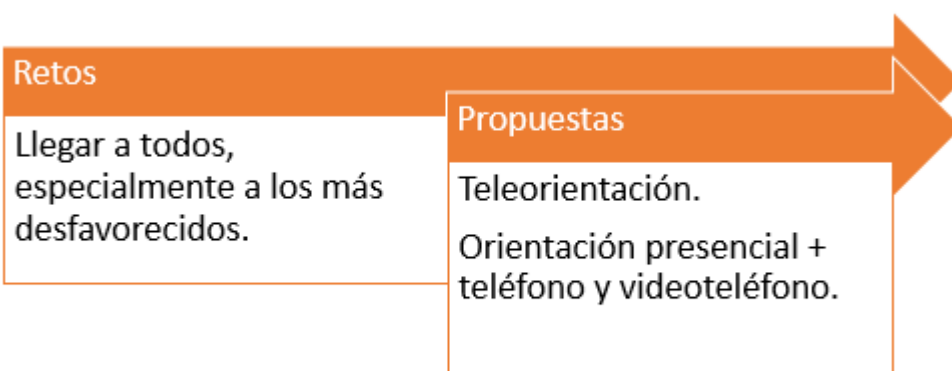 Retos
Llegar a todos,
especialmente a los más
desfavorecidos.
Propuestas
Teleorientación.
Orientación presencial +
teléfono y videoteléfono.